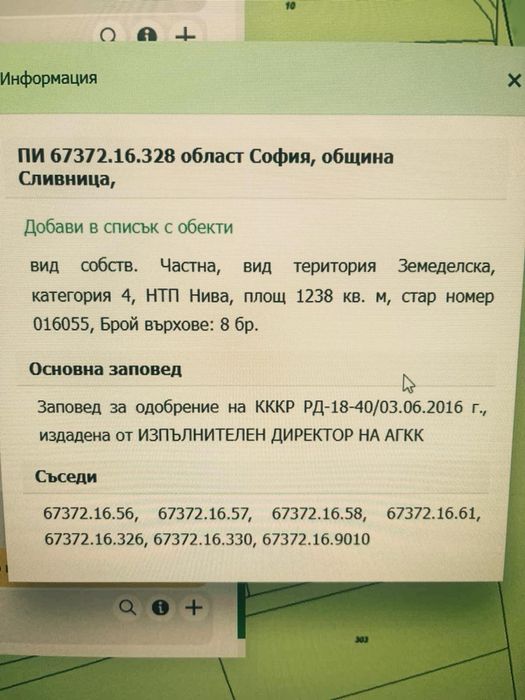 10
Информация
ПИ 67372.16.328 област София, община
Сливница,
Добави в списък с обекти
вид собств. Частна, вид територия Земеделска,
категория 4, НТП Нива, площ 1238 кв. м, стар номер
016055, Брой върхове: 8 бр.
Основна заповед
Заповед за одобрение на КККР РД-18-40/03.06.2016 г.,
издадена от ИЗПЪЛНИТЕЛЕН ДИРЕКТОР НА АГКК
Съседи
67372.16.56, 67372.16.57, 67372.16.58, 67372.16.61,
67372.16.326, 67372.16.330, 67372.16.9010
303